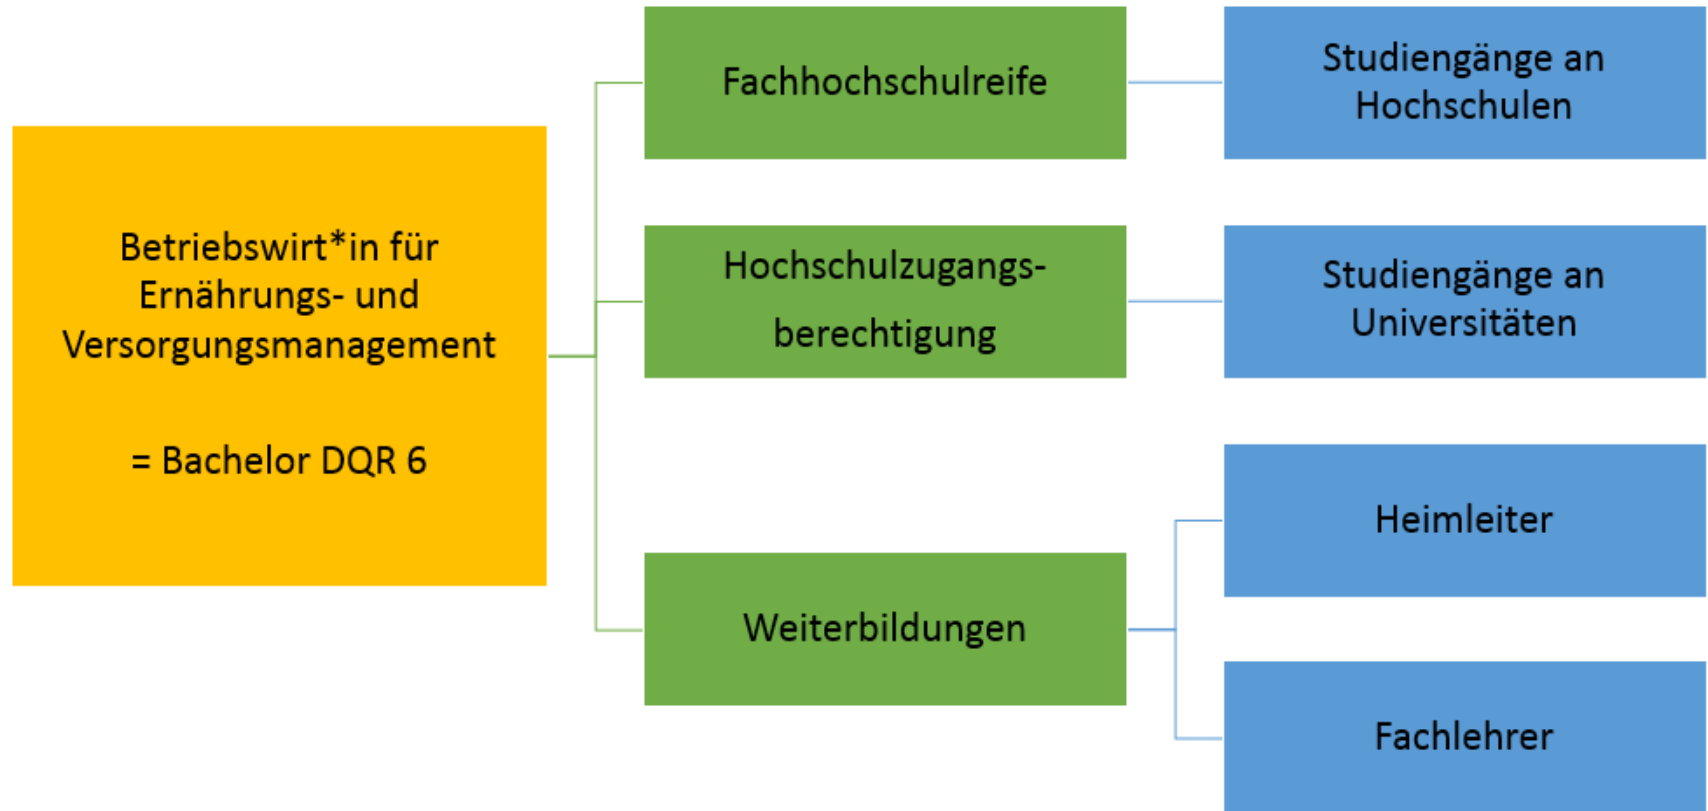 Betriebswirt*in für
Ernährungs- und
Versorgungsmanagement
= Bachelor DQR 6
Fachhochschulreife
Studiengänge an
Hochschulen
Hochschulzugangs-
berechtigung
Studiengänge an
Universitäten
Weiterbildungen
Heimleiter
Fachlehrer